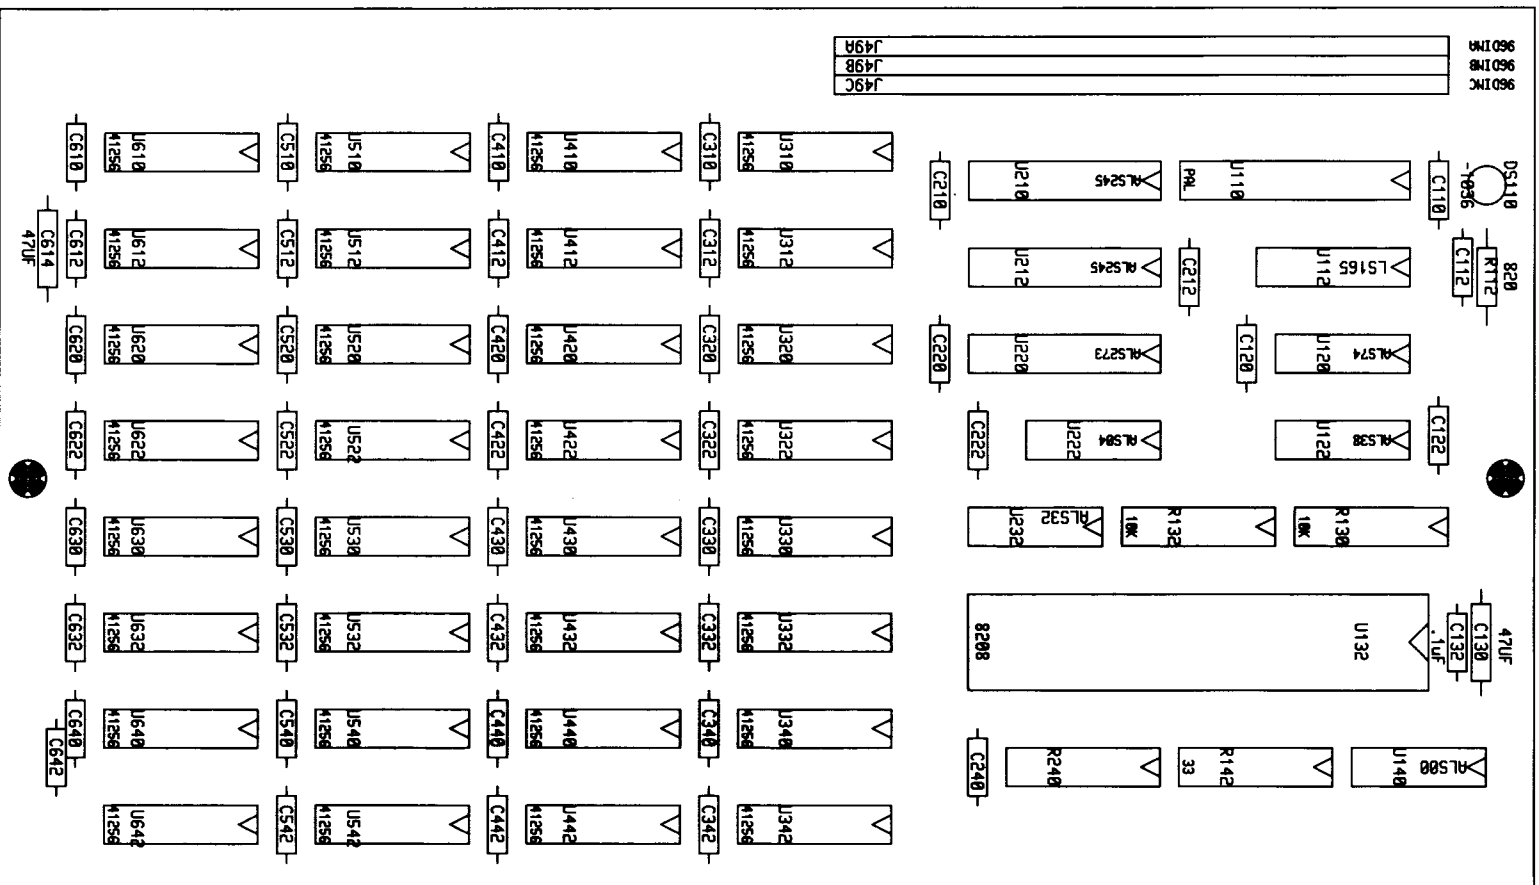 J49A 96DINA
J49B 96DINB
J49C 96DINC
C610 U610 41256 C510 U510 41256 C410 U410 41256 C310 U310 41256
C210 U210 ALS245 PAL U110 C110 -1036 DS110
C614 47UF C612 U612 41256 C512 U512 41256 C412 U412 41256 C312 U312 41256
U212 ALS245 C212 U112 LS165 C112 R112 820
C620 U620 41256 C520 U520 41256 C420 U420 41256 C320 U320 41256
C220 U220 ALS273 C120 U120 ALS74
C622 U622 41256 C522 U522 41256 C422 U422 41256 C322 U322 41256
C222 U222 ALS04 U122 ALS38 C122
C630 U630 41256 C530 U530 41256 C430 U430 41256 C330 U330 41256
U232 ALS32 10K R132 10K R130
C632 U632 41256 C532 U532 41256 C432 U432 41256 C332 U332 41256
8208 U132 .1uF C132 C130 47UF
C640 U640 41256 C540 U540 41256 C440 U440 41256 C340 U340 41256
C642 C240 R240 33 R142 U140 ALS00
U642 41256 C542 U542 41256 C442 U442 41256 C342 U342 41256